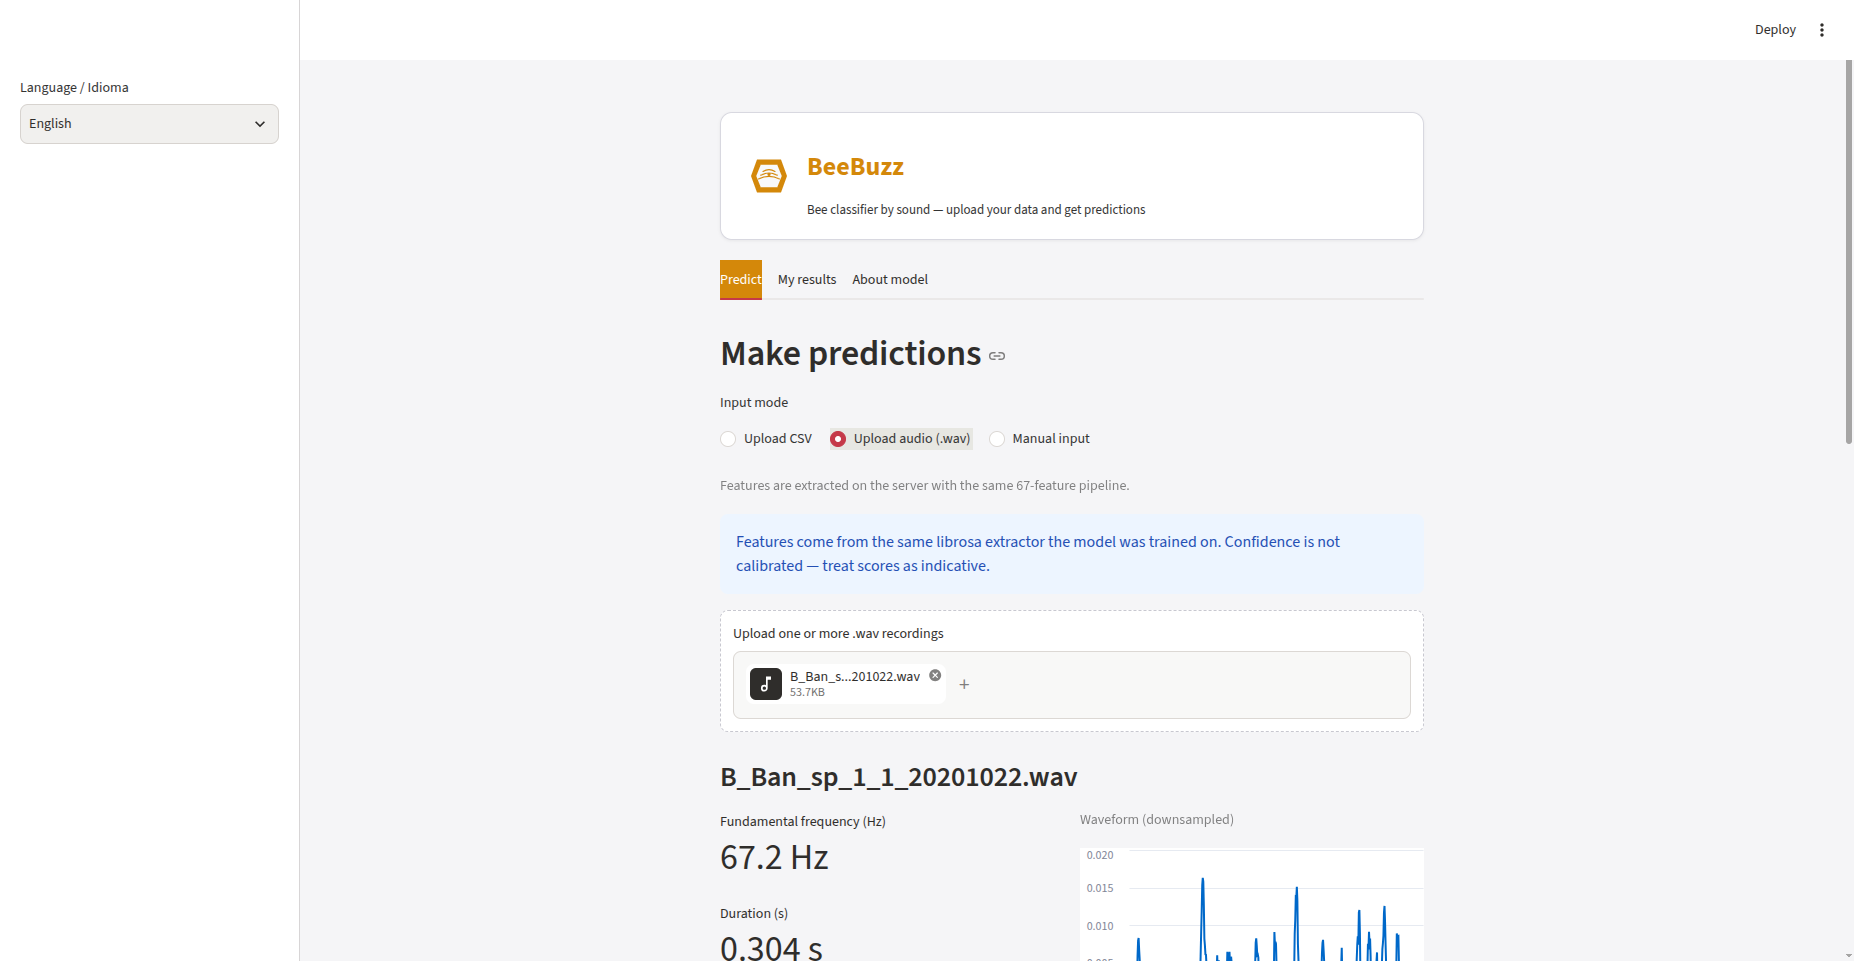 Deploy
Language / Idioma
English
BeeBuzz
Bee classifier by sound — upload your data and get predictions
Predict My results About model
Make predictions
Input mode
Upload CSV Upload audio (.wav) Manual input
Features are extracted on the server with the same 67-feature pipeline.
Features come from the same librosa extractor the model was trained on. Confidence is not
calibrated — treat scores as indicative.
Upload one or more .wav recordings
B_Ban_s...201022.wav
53.7KB
B_Ban_sp_1_1_20201022.wav
Fundamental frequency (Hz)
67.2 Hz
Duration (s)
0.304 s
Waveform (downsampled)
0.020
0.015
0.010